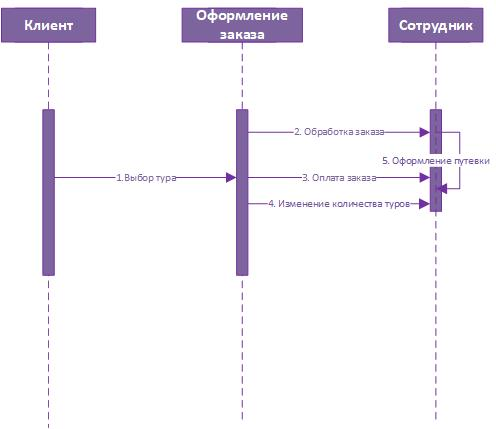 Клиент
Оформление
заказа
Сотрудник
2. Обработка заказа
5. Оформление путевки
1.Выбор тура
3. Оплата заказа
4. Изменение количества туров